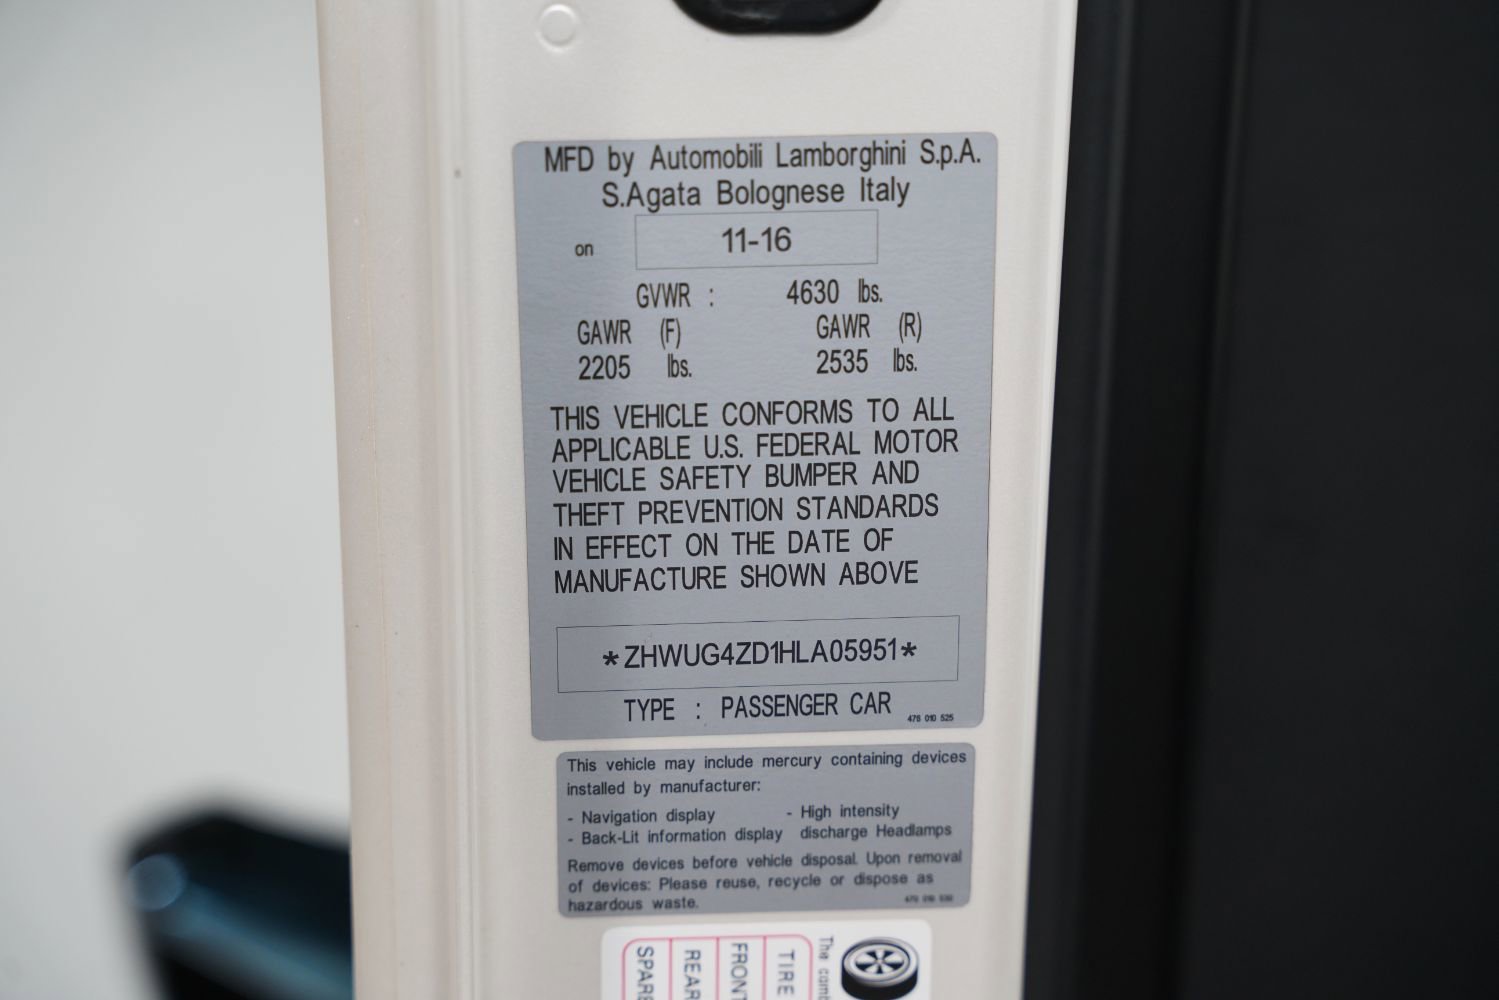 MFD by Automobili Lamborghini S.p.A.
S.Agata Bolognese Italy
on 11-16
GVWR : 4630 lbs.
GAWR (F) GAWR (R)
2205 lbs. 2535 lbs.
THIS VEHICLE CONFORMS TO ALL
APPLICABLE U.S. FEDERAL MOTOR
VEHICLE SAFETY BUMPER AND
THEFT PREVENTION STANDARDS
IN EFFECT ON THE DATE OF
MANUFACTURE SHOWN ABOVE
*ZHWUG4ZD1HLA05951*
TYPE : PASSENGER CAR
476 010 525
This vehicle may include mercury containing devices
installed by manufacturer:
- Navigation display - High intensity
- Back-Lit information display discharge Headlamps
Remove devices before vehicle disposal. Upon removal
of devices: Please reuse, recycle or dispose as
hazardous waste.
The
TIRE
FRONT
REAR
SPARE